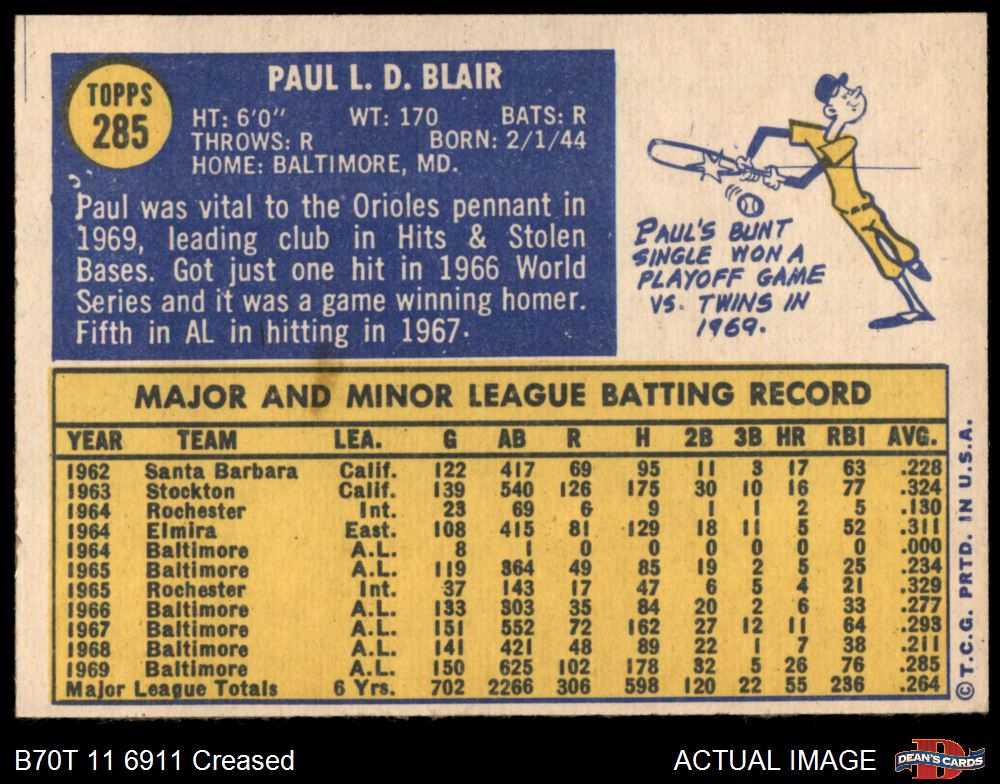 TOPPS
285
PAUL L. D. BLAIR
HT: 6'0" WT: 170 BATS: R
THROWS: R BORN: 2/1/44
HOME: BALTIMORE, MD.
Paul was vital to the Orioles pennant in
1969, leading club in Hits & Stolen
Bases. Got just one hit in 1966 World
Series and it was a game winning homer.
Fifth in AL in hitting in 1967.
PAUL'S BUNT
SINGLE WON A
PLAYOFF GAME
VS. TWINS IN
1969.
MAJOR AND MINOR LEAGUE BATTING RECORD
YEAR TEAM LEA. G AB R H 2B 3B HR RBI AVG.
1962 Santa Barbara Calif. 122 417 69 95 11 3 17 63 .228
1963 Stockton Calif. 139 540 126 175 30 10 16 77 .324
1964 Rochester Int. 23 69 6 9 1 1 2 5 .130
1964 Elmira East. 108 415 81 129 18 11 5 52 .311
1964 Baltimore A.L. 8 1 0 0 0 0 0 0 .000
1965 Baltimore A.L. 119 364 49 85 19 2 5 25 .234
1965 Rochester Int. 37 143 17 47 6 5 4 21 .329
1966 Baltimore A.L. 133 303 35 84 20 2 6 33 .277
1967 Baltimore A.L. 151 552 72 162 27 12 11 64 .293
1968 Baltimore A.L. 141 421 48 89 22 1 7 38 .211
1969 Baltimore A.L. 150 625 102 178 32 5 26 76 .285
Major League Totals 6 Yrs. 702 2266 306 598 120 22 55 236 .264
© T.C.G. PRTD. IN U.S.A.
B70T 11 6911 Creased
ACTUAL IMAGE
D
DEAN'S CARDS